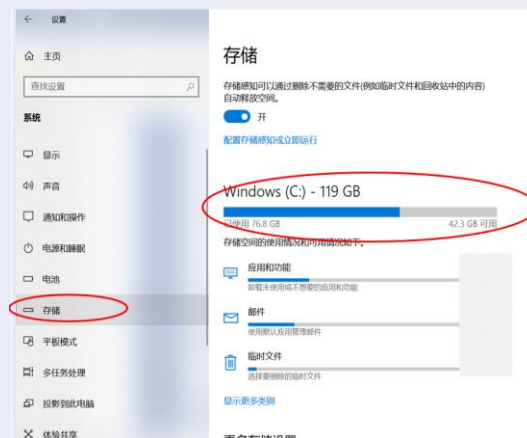 ← 设置
主页
查找设置
系统
显示
声音
通知和操作
电源和睡眠
电池
存储
平板模式
多任务处理
投影到此电脑
体验共享
存储
存储感知可以通过删除不需要的文件(例如临时文件和回收站中的内容)
自动释放空间。
开
配置存储感知或立即运行
Windows (C:) - 119 GB
已使用 76.8 GB 42.3 GB 可用
存储空间的使用情况和可用情况如下。
应用和功能
卸载未使用或不想要的应用和功能
邮件
使用默认应用管理邮件
临时文件
选择要删除的临时文件
显示更多类别
更多存储设置